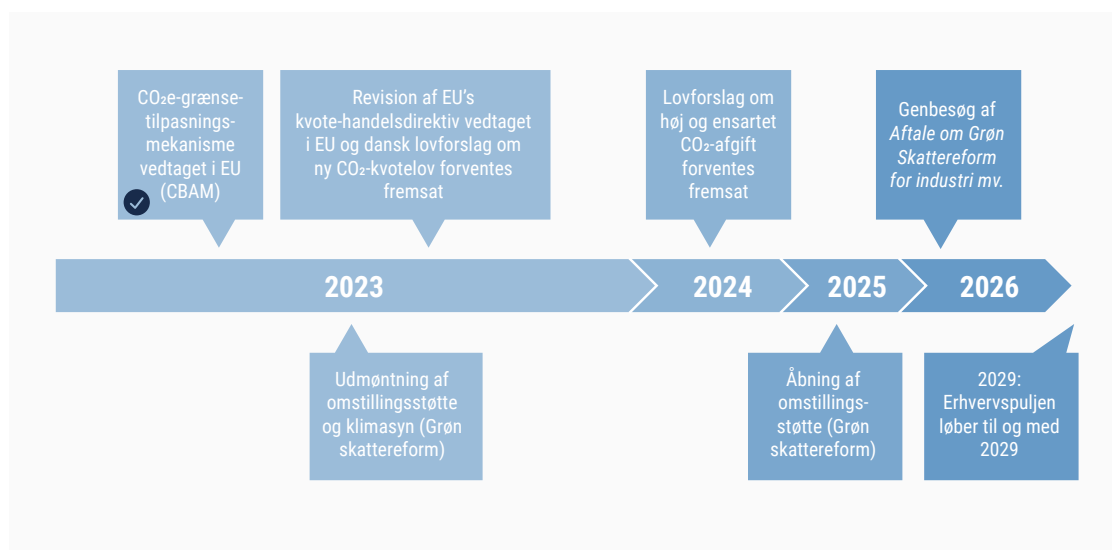 CO₂e-grænse-
tilpasnings-
mekanisme
vedtaget i EU
(CBAM)
Revision af EU’s
kvote-handelsdirektiv vedtaget
i EU og dansk lovforslag om
ny CO₂-kvotelov forventes
fremsat
Lovforslag om
høj og ensartet
CO₂-afgift
forventes
fremsat
Genbesøg af
Aftale om Grøn
Skattereform
for industri mv.
2023
2024
2025
2026
Udmøntning af
omstillingsstøtte
og klimasyn (Grøn
skattereform)
Åbning af
omstillings-
støtte (Grøn
skattereform)
2029:
Erhvervspuljen
løber til og med
2029